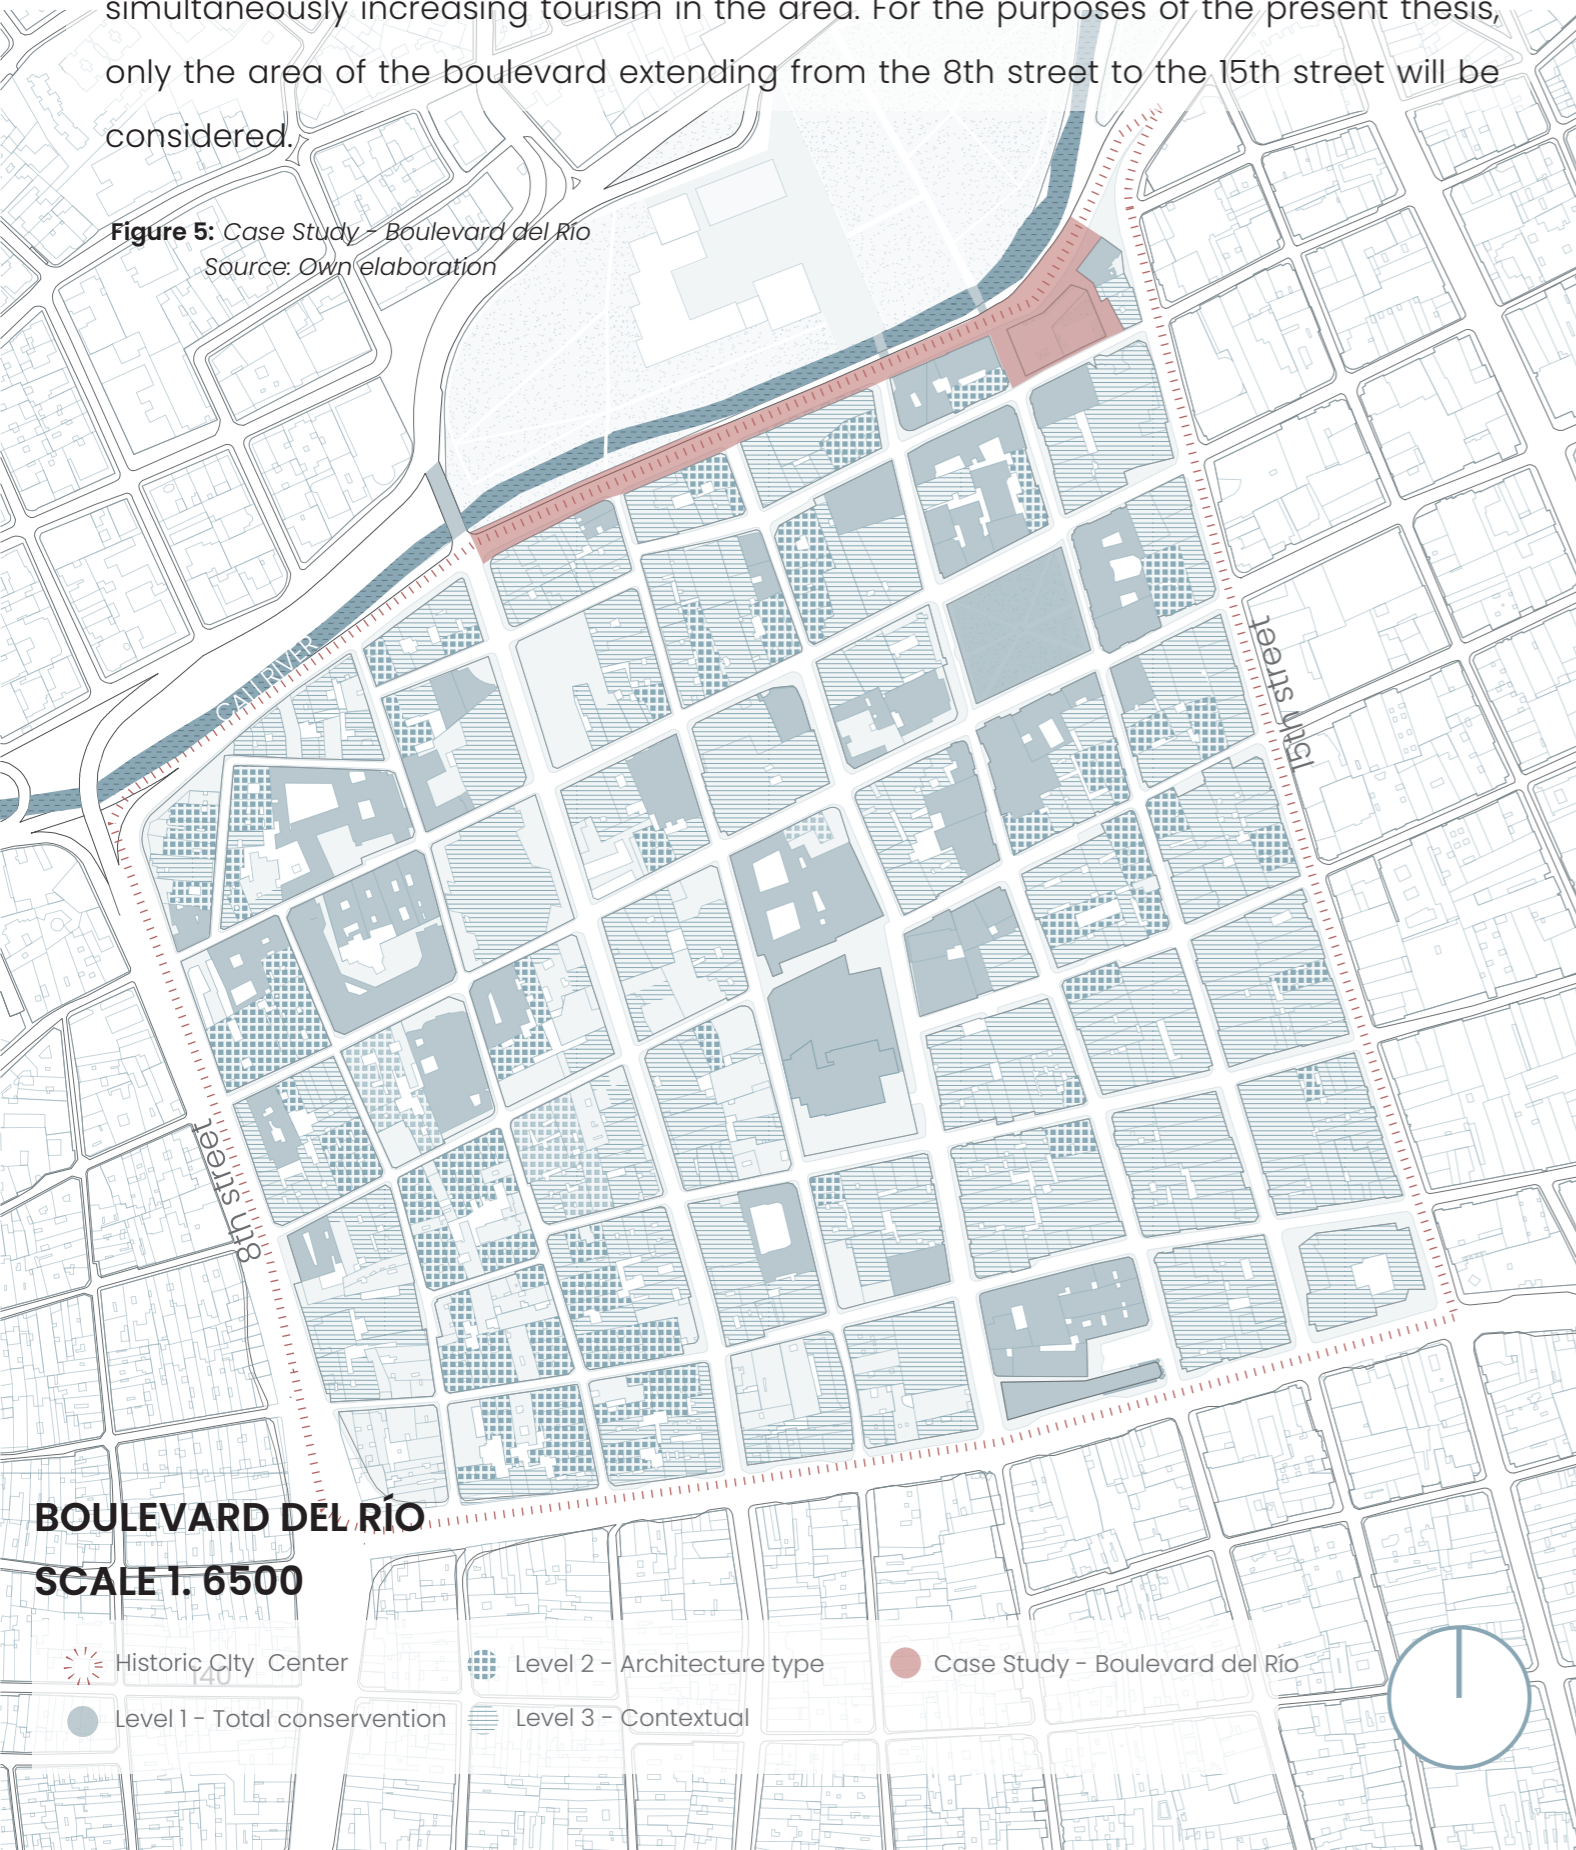 simultaneously increasing tourism in the area. For the purposes of the present thesis,
only the area of the boulevard extending from the 8th street to the 15th street will be
considered.
Figure 5: Case Study - Boulevard del Río
Source: Own elaboration
CALI RIVER
15th street
8th street
BOULEVARD DEL RÍO
SCALE 1. 6500
Historic CIty Center
Level 2 - Architecture type
Case Study - Boulevard del Río
140
Level 1 - Total conservention
Level 3 - Contextual